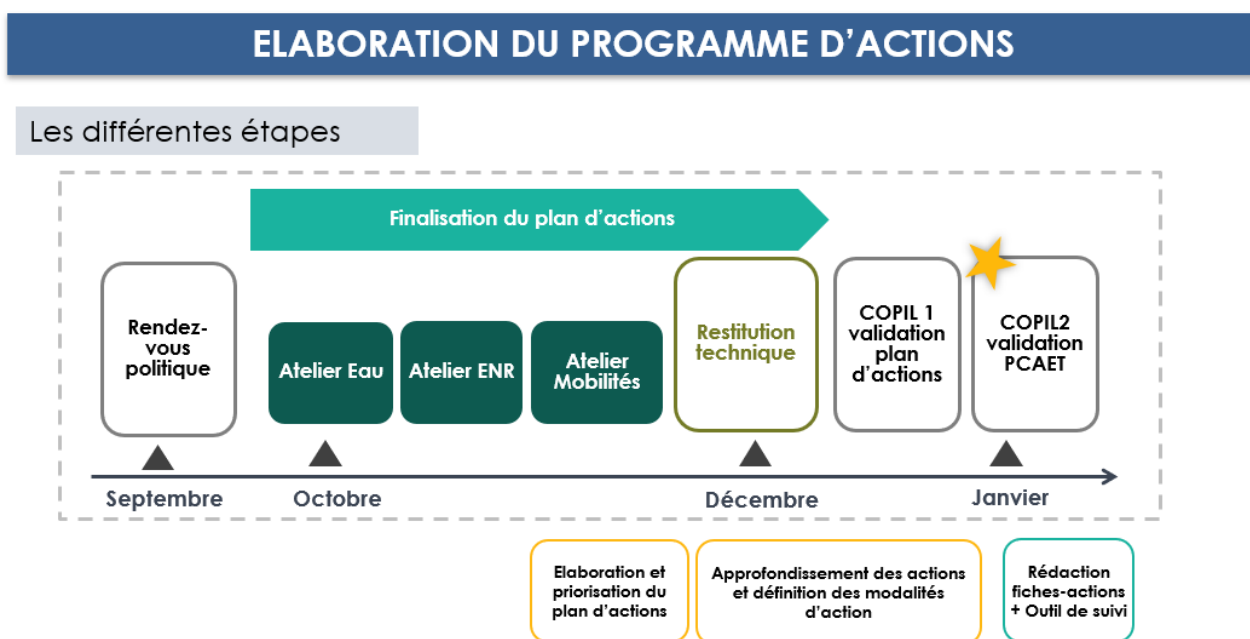 ELABORATION DU PROGRAMME D’ACTIONS
Les différentes étapes
Finalisation du plan d’actions
Rendez-
vous
politique
Atelier Eau
Atelier ENR
Atelier
Mobilités
Restitution
technique
COPIL 1
validation
plan
d’actions
COPIL2
validation
PCAET
Septembre
Octobre
Décembre
Janvier
Elaboration et
priorisation du
plan d’actions
Approfondissement des actions
et définition des modalités
d’action
Rédaction
fiches-actions
+ Outil de suivi